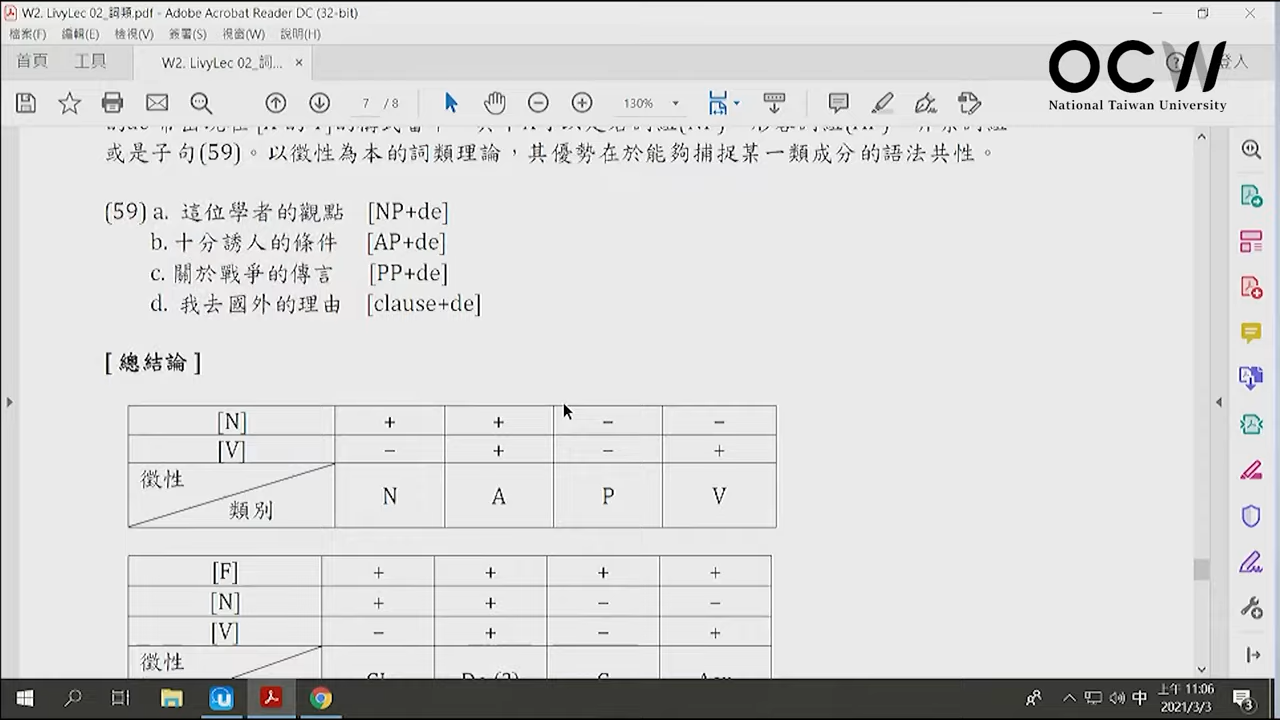 W2. LivyLec 02_詞類.pdf - Adobe Acrobat Reader DC (32-bit)
檔案(F) 編輯(E) 檢視(V) 簽署(S) 視窗(W) 說明(H)
首頁 工具 W2. LivyLec 02_詞... × 登入
OCW
National Taiwan University
7 / 8 130%
或是子句(59)。以徵性為本的詞類理論，其優勢在於能夠捕捉某一類成分的語法共性。
(59) a. 這位學者的觀點 [NP+de]
b. 十分誘人的條件 [AP+de]
c. 關於戰爭的傳言 [PP+de]
d. 我去國外的理由 [clause+de]
[ 總結論 ]
[N] + + − −
[V] − + − +
徵性
類別 N A P V
[F] + + + +
[N] + + − −
[V] − + − +
徵性
中 上午 11:06
2021/3/3 3